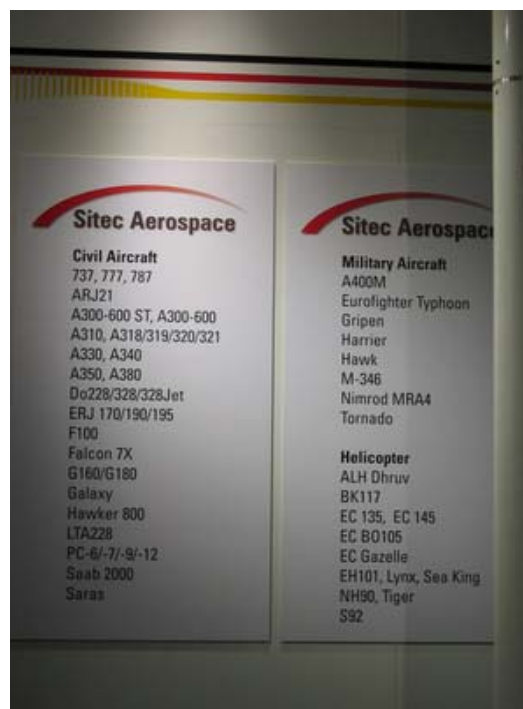 Sitec Aerospace
Civil Aircraft
737, 777, 787
ARJ21
A300-600 ST, A300-600
A310, A318/319/320/321
A330, A340
A350, A380
Do228/328/328Jet
ERJ 170/190/195
F100
Falcon 7X
G160/G180
Galaxy
Hawker 800
LTA228
PC-6/-7/-9/-12
Saab 2000
Saras
Sitec Aerospace
Military Aircraft
A400M
Eurofighter Typhoon
Gripen
Harrier
Hawk
M-346
Nimrod MRA4
Tornado
Helicopter
ALH Dhruv
BK117
EC 135, EC 145
EC BO105
EC Gazelle
EH101, Lynx, Sea King
NH90, Tiger
S92